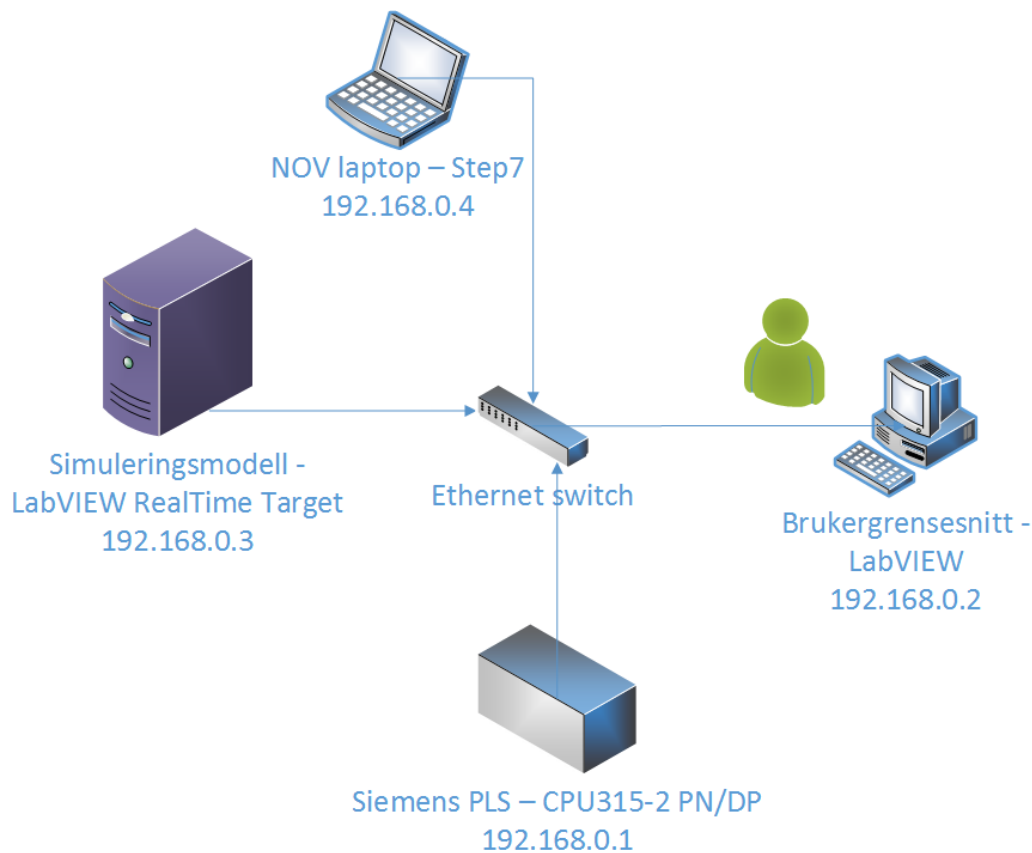 NOV laptop – Step7
192.168.0.4
Simuleringsmodell -
LabVIEW RealTime Target
192.168.0.3
Ethernet switch
Brukergrensesnitt -
LabVIEW
192.168.0.2
Siemens PLS – CPU315-2 PN/DP
192.168.0.1